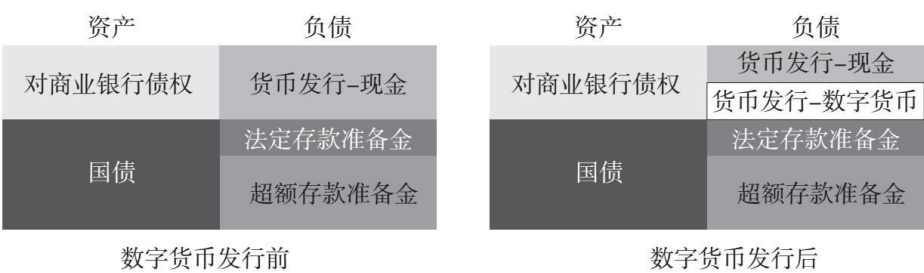 资产 负债
对商业银行债权 货币发行–现金
法定存款准备金
国债
超额存款准备金
数字货币发行前
资产 负债
对商业银行债权 货币发行–现金
货币发行–数字货币
法定存款准备金
国债
超额存款准备金
数字货币发行后